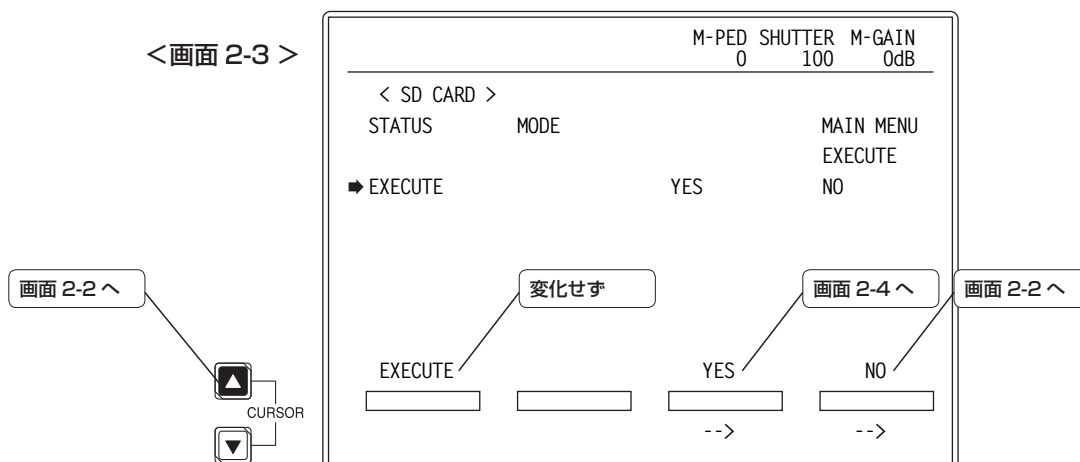 <画面 2-3 >
M-PED SHUTTER M-GAIN
0 100 0dB
< SD CARD >
STATUS MODE MAIN MENU
EXECUTE
➡ EXECUTE YES NO
画面 2-2 へ
変化せず
画面 2-4 へ
画面 2-2 へ
EXECUTE YES NO
CURSOR
--> -->